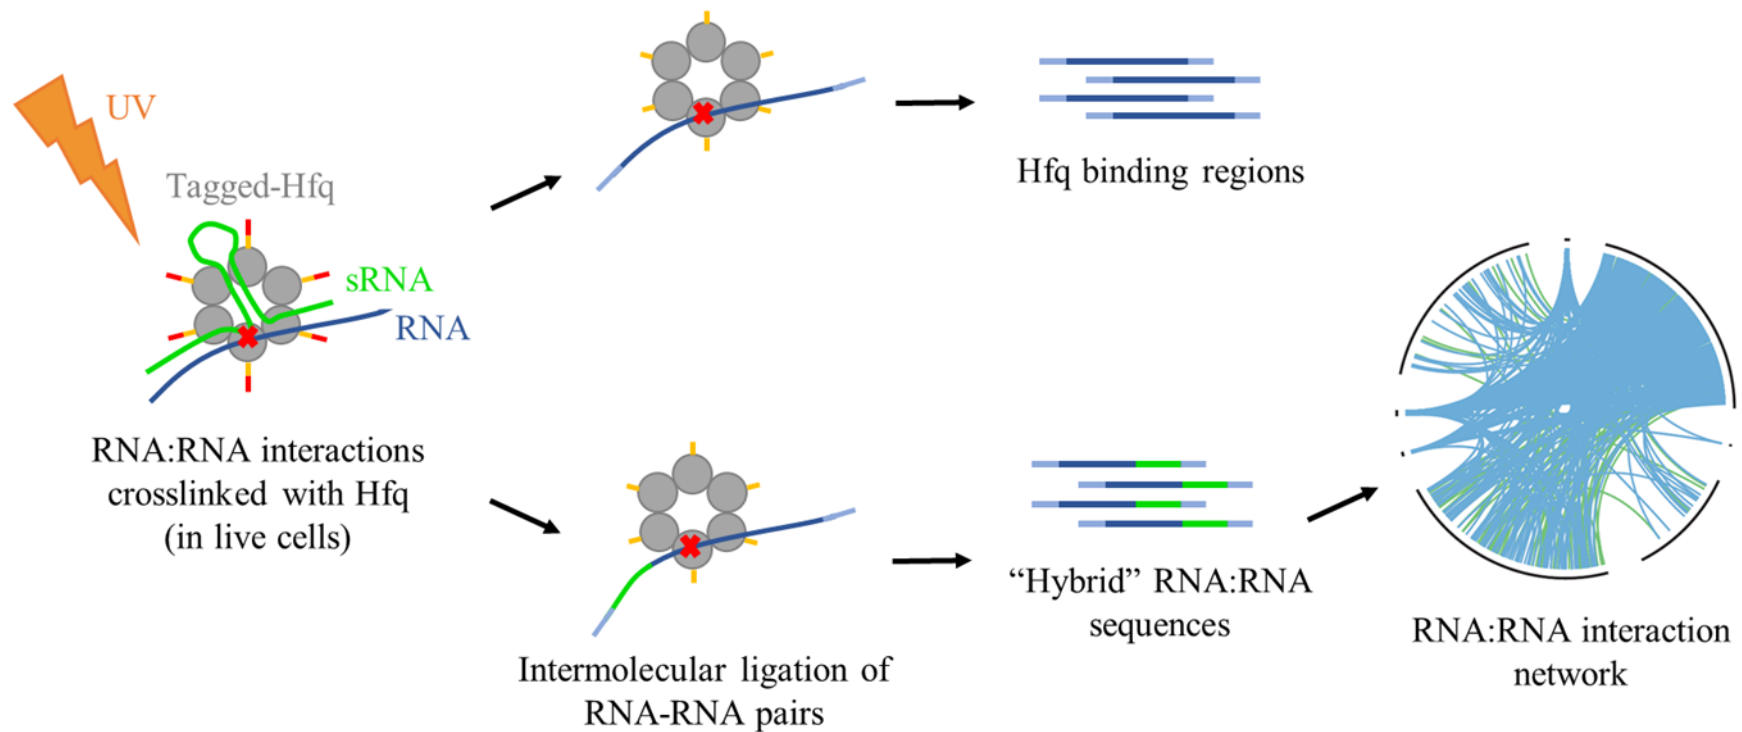 UV
Tagged-Hfq
sRNA
RNA
RNA:RNA interactions
crosslinked with Hfq
(in live cells)
Hfq binding regions
Intermolecular ligation of
RNA-RNA pairs
“Hybrid” RNA:RNA
sequences
RNA:RNA interaction
network